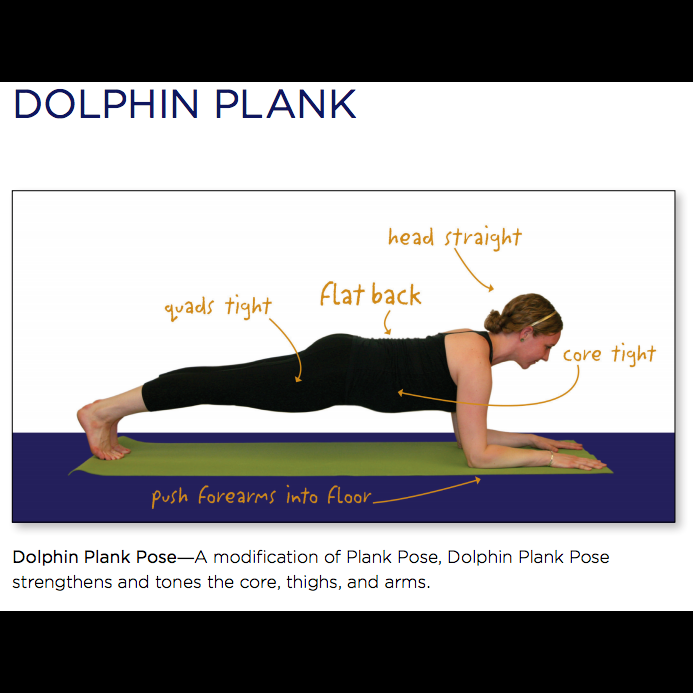 DOLPHIN PLANK
head straight
quads tight
flat back
core tight
push forearms into floor
Dolphin Plank Pose—A modification of Plank Pose, Dolphin Plank Pose
strengthens and tones the core, thighs, and arms.